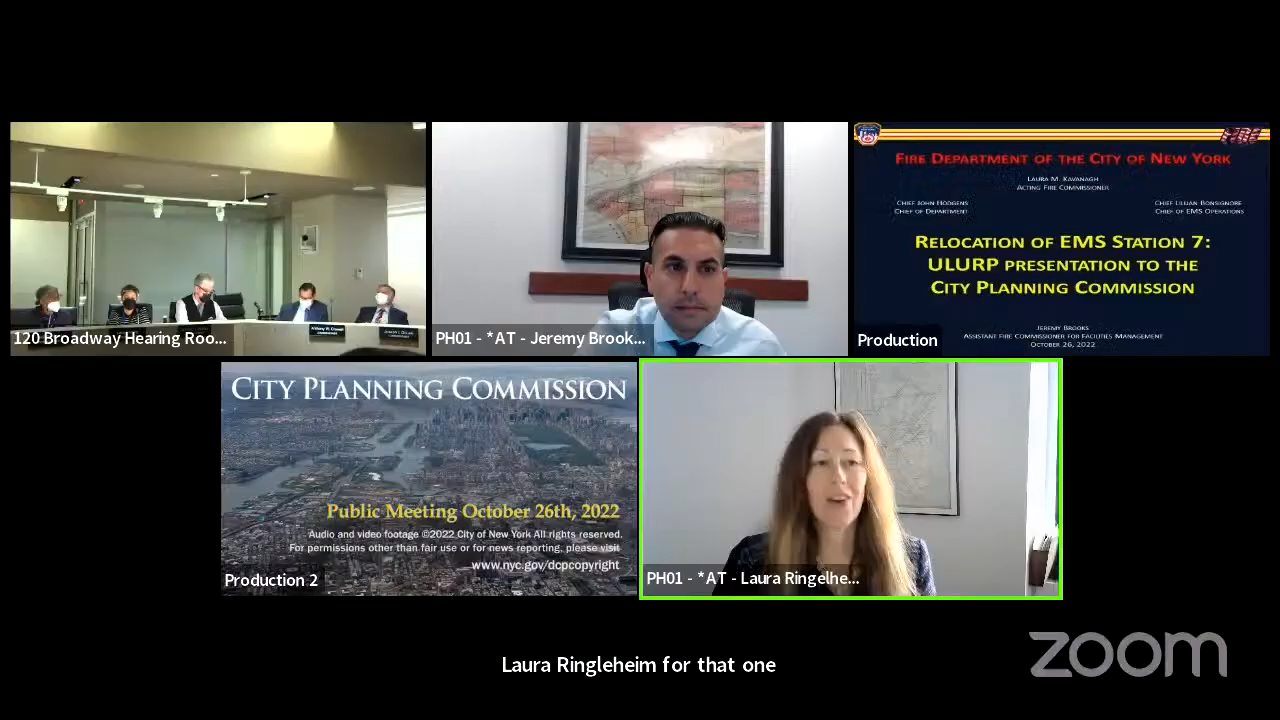 120 Broadway Hearing Roo...
PH01 - *AT - Jeremy Brook...
FIRE DEPARTMENT OF THE CITY OF NEW YORK
LAURA M. KAVANAGH
ACTING FIRE COMMISSIONER
CHIEF JOHN HODGENS
CHIEF OF DEPARTMENT
CHIEF LILLIAN BONSIGNORE
CHIEF OF EMS OPERATIONS
RELOCATION OF EMS STATION 7:
ULURP PRESENTATION TO THE
CITY PLANNING COMMISSION
JEREMY BROOKS
ASSISTANT FIRE COMMISSIONER FOR FACILITIES MANAGEMENT
OCTOBER 26, 2022
Production
CITY PLANNING COMMISSION
Public Meeting October 26th, 2022
Audio and video footage ©2022 City of New York All rights reserved.
For permissions other than fair use or for news reporting, please visit
www.nyc.gov/dcpcopyright
Production 2
PH01 - *AT - Laura Ringelhe...
Laura Ringleheim for that one
zoom